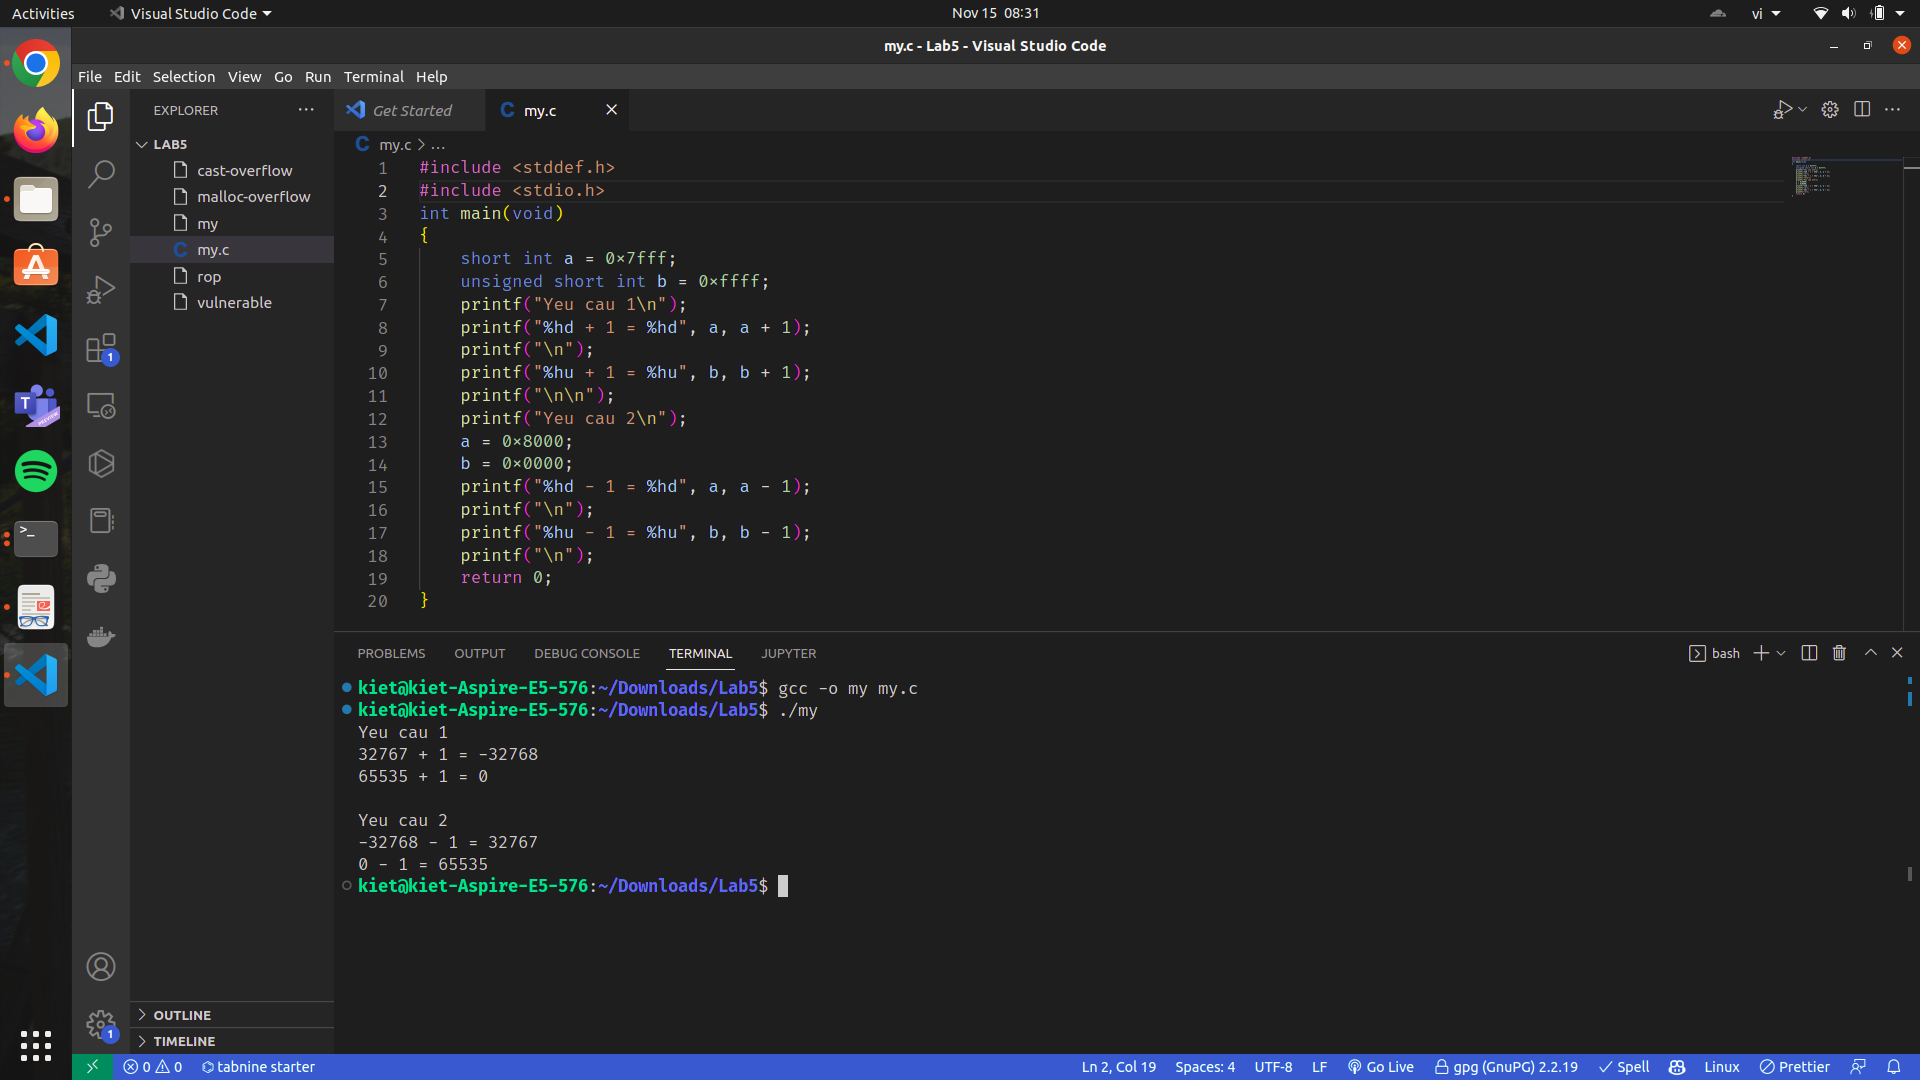 Activities
Visual Studio Code
Nov 15 08:31
vi
my.c - Lab5 - Visual Studio Code
File Edit Selection View Go Run Terminal Help
EXPLORER
Get Started
my.c
LAB5
cast-overflow
malloc-overflow
my
my.c
rop
vulnerable
my.c > ...
1 #include <stddef.h>
2 #include <stdio.h>
3 int main(void)
4 {
5 short int a = 0x7fff;
6 unsigned short int b = 0xffff;
7 printf("Yeu cau 1\n");
8 printf("%hd + 1 = %hd", a, a + 1);
9 printf("\n");
10 printf("%hu + 1 = %hu", b, b + 1);
11 printf("\n\n");
12 printf("Yeu cau 2\n");
13 a = 0x8000;
14 b = 0x0000;
15 printf("%hd - 1 = %hd", a, a - 1);
16 printf("\n");
17 printf("%hu - 1 = %hu", b, b - 1);
18 printf("\n");
19 return 0;
20 }
PROBLEMS OUTPUT DEBUG CONSOLE TERMINAL JUPYTER
bash
kiet@kiet-Aspire-E5-576:~/Downloads/Lab5$ gcc -o my my.c
kiet@kiet-Aspire-E5-576:~/Downloads/Lab5$ ./my
Yeu cau 1
32767 + 1 = -32768
65535 + 1 = 0
Yeu cau 2
-32768 - 1 = 32767
0 - 1 = 65535
kiet@kiet-Aspire-E5-576:~/Downloads/Lab5$
1
1
OUTLINE
TIMELINE
0 0 tabnine starter
Ln 2, Col 19 Spaces: 4 UTF-8 LF Go Live gpg (GnuPG) 2.2.19 Spell Linux Prettier